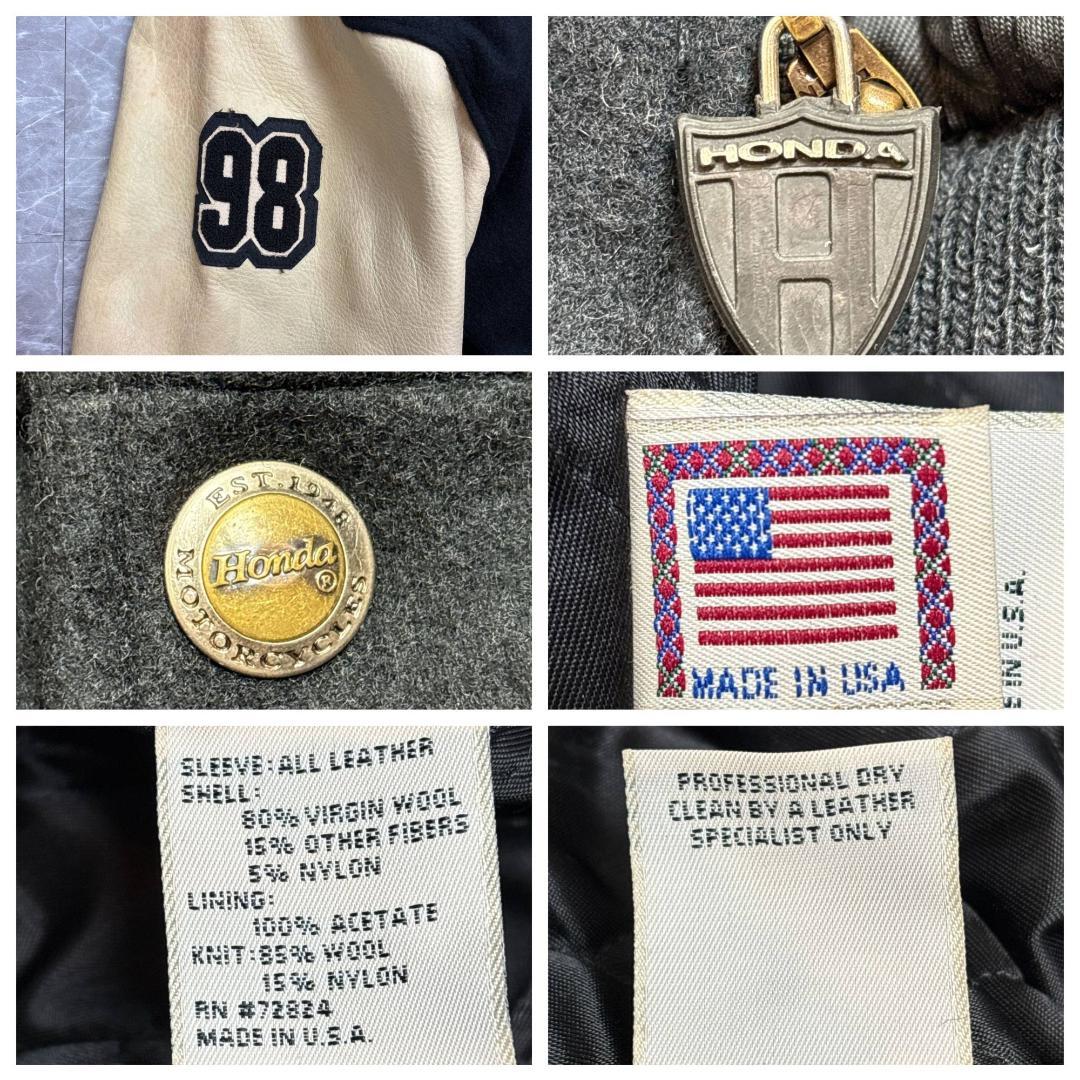 98
HONDA
H
EST. 1948
Honda®
MOTORCYCLES
MADE IN USA
E IN U.S.A.
SLEEVE: ALL LEATHER
SHELL:
80% VIRGIN WOOL
15% OTHER FIBERS
5% NYLON
LINING:
100% ACETATE
KNIT: 85% WOOL
15% NYLON
RN #72824
MADE IN U.S.A.
PROFESSIONAL DRY
CLEAN BY A LEATHER
SPECIALIST ONLY